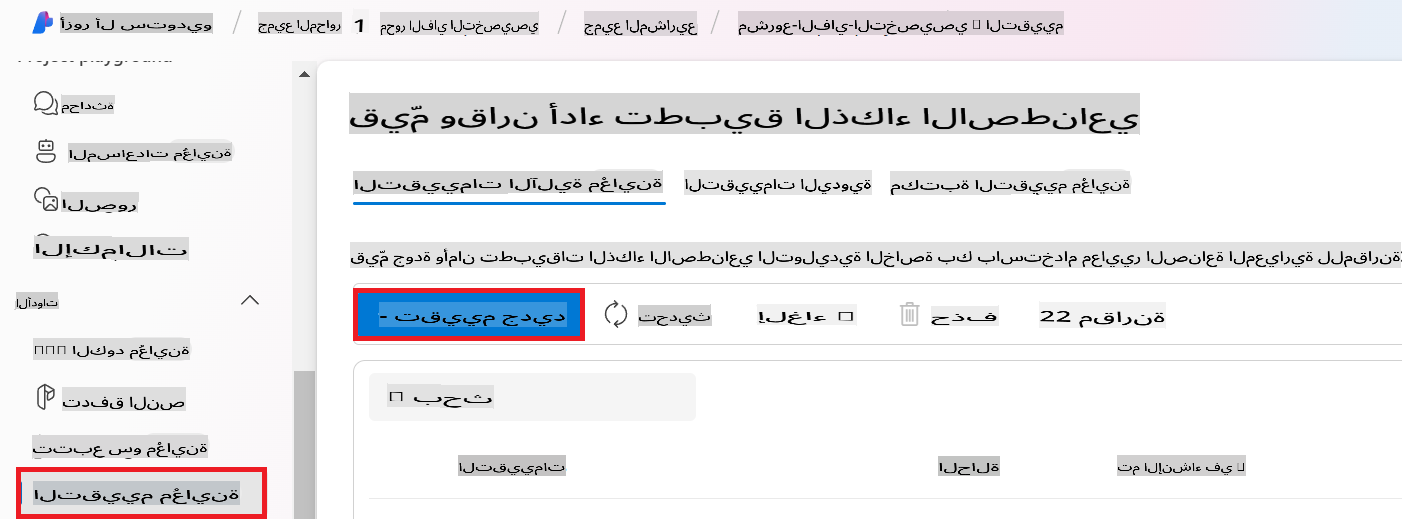 أزور آل ستوديو / جميع المحاور 1 محور الفاي التخصيصي / جميع المشاريع / مشروع-الفاي-التخصيصي التقييم
Project playground
محادثة
المساعدات مُعاينة
الصور
الإكمالات
الأدوات
الكود مُعاينة
تدفق النص
تتبع سو مُعاينة
التقييم مُعاينة
قيّم وقارن أداء تطبيق الذكاء الاصطناعي
التقييمات الآلية مُعاينة
التقييمات اليدوية
مكتبة التقييم مُعاينة
قيّم جودة وأمان تطبيقات الذكاء الاصطناعي التوليدية الخاصة بك باستخدام معايير الصناعة المعيارية للمقارنة
- تقييم جديد
تحديث
إلغاء
حذف
22 مقارنة
بحث
التقييمات
الحالة
تم الإنشاء في